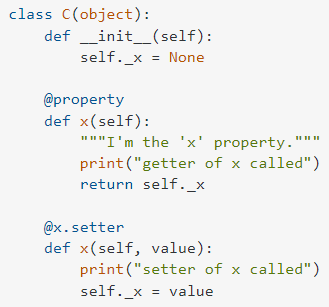 class C(object):
    def __init__(self):
        self._x = None

    @property
    def x(self):
        """I'm the 'x' property."""
        print("getter of x called")
        return self._x

    @x.setter
    def x(self, value):
        print("setter of x called")
        self._x = value